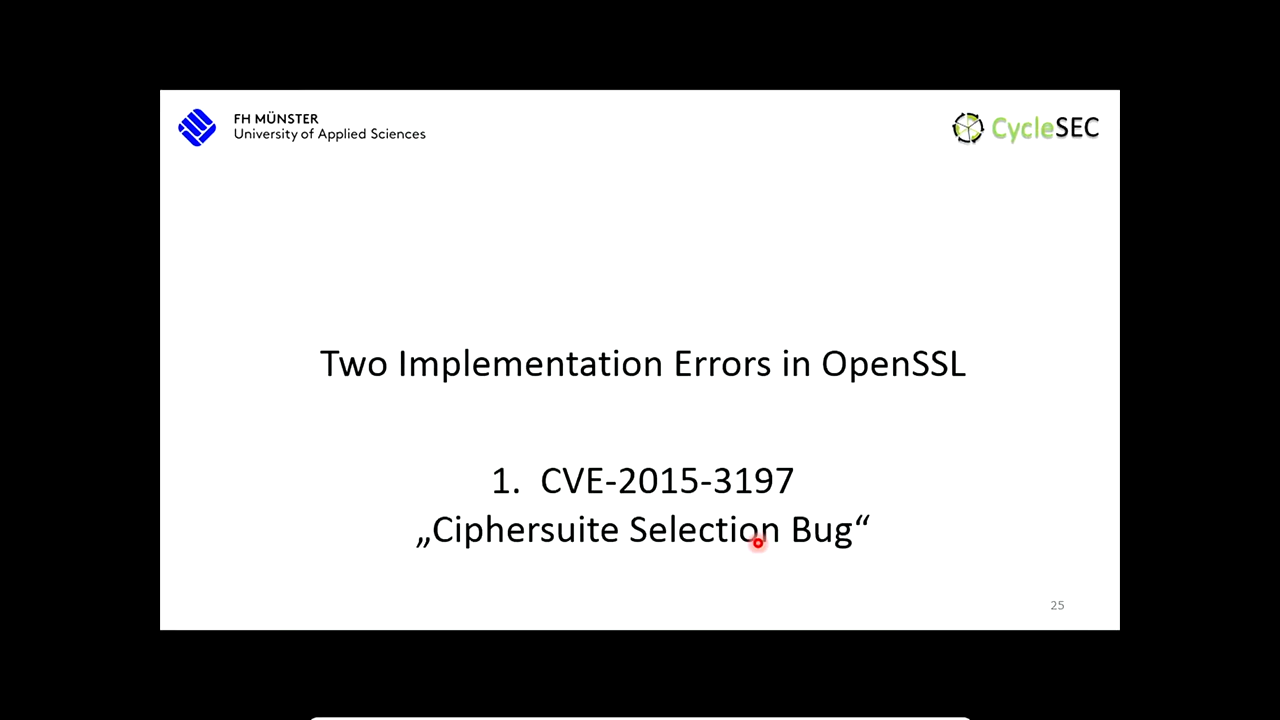 FH MÜNSTER
University of Applied Sciences
CycleSEC
Two Implementation Errors in OpenSSL
1. CVE-2015-3197
„Ciphersuite Selection Bug“
25